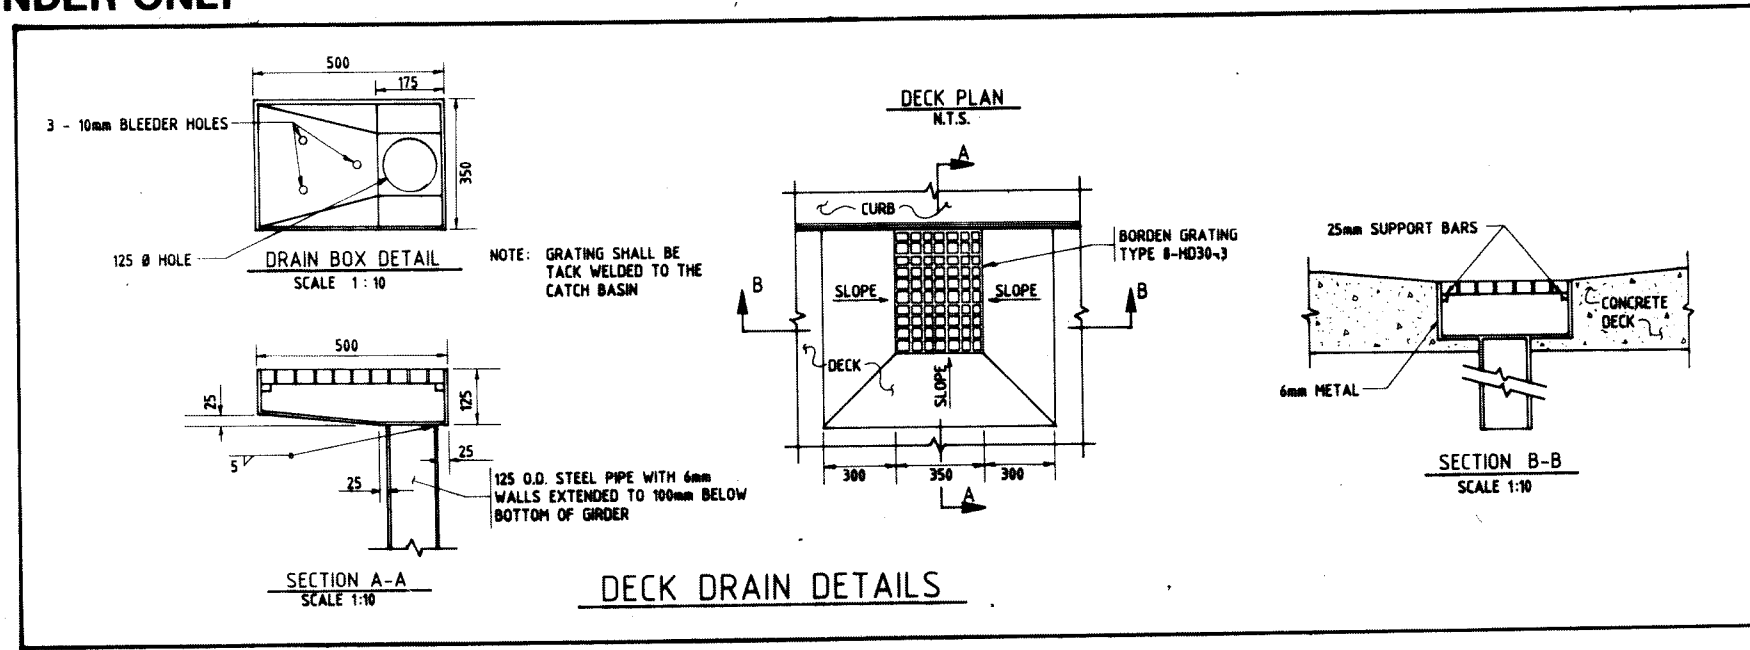 NDER ONLY
500
175
3 - 10mm BLEEDER HOLES
350
125 Ø HOLE
DRAIN BOX DETAIL
SCALE 1:10
NOTE: GRATING SHALL BE
TACK WELDED TO THE
CATCH BASIN
500
25
125
5
25
25
125 O.D. STEEL PIPE WITH 6mm
WALLS EXTENDED TO 100mm BELOW
BOTTOM OF GIRDER
SECTION A-A
SCALE 1:10
DECK PLAN
N.T.S.
A
CURB
BORDEN GRATING
TYPE
B
SLOPE
SLOPE
B
DECK
SLOPE
300
350
300
A
25mm SUPPORT BARS
CONCRETE
DECK
6mm METAL
SECTION B-B
SCALE 1:10
DECK DRAIN DETAILS